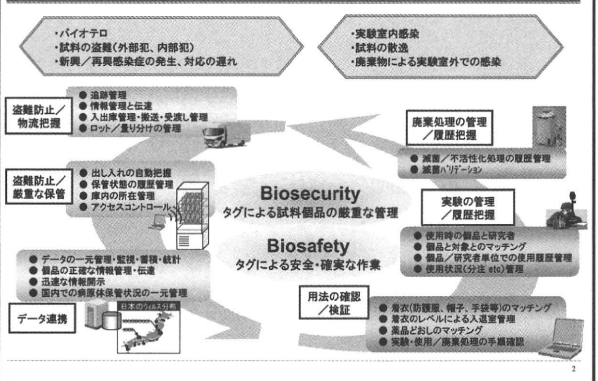 ・バイオテロ
・試料の盗難(外部犯、内部犯)
・新興/再興感染症の発生、対応の遅れ
・実験室内感染
・試料の散逸
・廃棄物による実験室外での感染
盗難防止/
物流把握
● 追跡管理
● 情報管理と伝達
● 入出庫管理・搬送・受渡し管理
● ロット/量り分けの管理
盗難防止/
厳重な保管
● 出し入れの自動把握
● 保管状態の履歴管理
● 庫内の所在管理
● アクセスコントロール
● データの一元管理・監視・蓄積・統計
● 個品の正確な情報管理・伝達
● 迅速な情報開示
● 国内での病原体保管状況の一元管理
データ連携
日本のウィルス分布
Biosecurity
タグによる試料個品の厳重な管理
Biosafety
タグによる安全・確実な作業
廃棄処理の管理
/履歴把握
● 滅菌/不活性化処理の履歴管理
● 滅菌バリデーション
実験の管理
/履歴把握
● 使用時の個品と研究者
● 個品と対象とのマッチング
● 個品/研究者単位での使用履歴管理
● 使用状況(分注 etc)管理
用法の確認
/検証
● 着衣(防護服、帽子、手袋等)のマッチング
● 着衣のレベルによる入退室管理
● 薬品どおしのマッチング
● 実験・使用/廃棄処理の手順確認
2